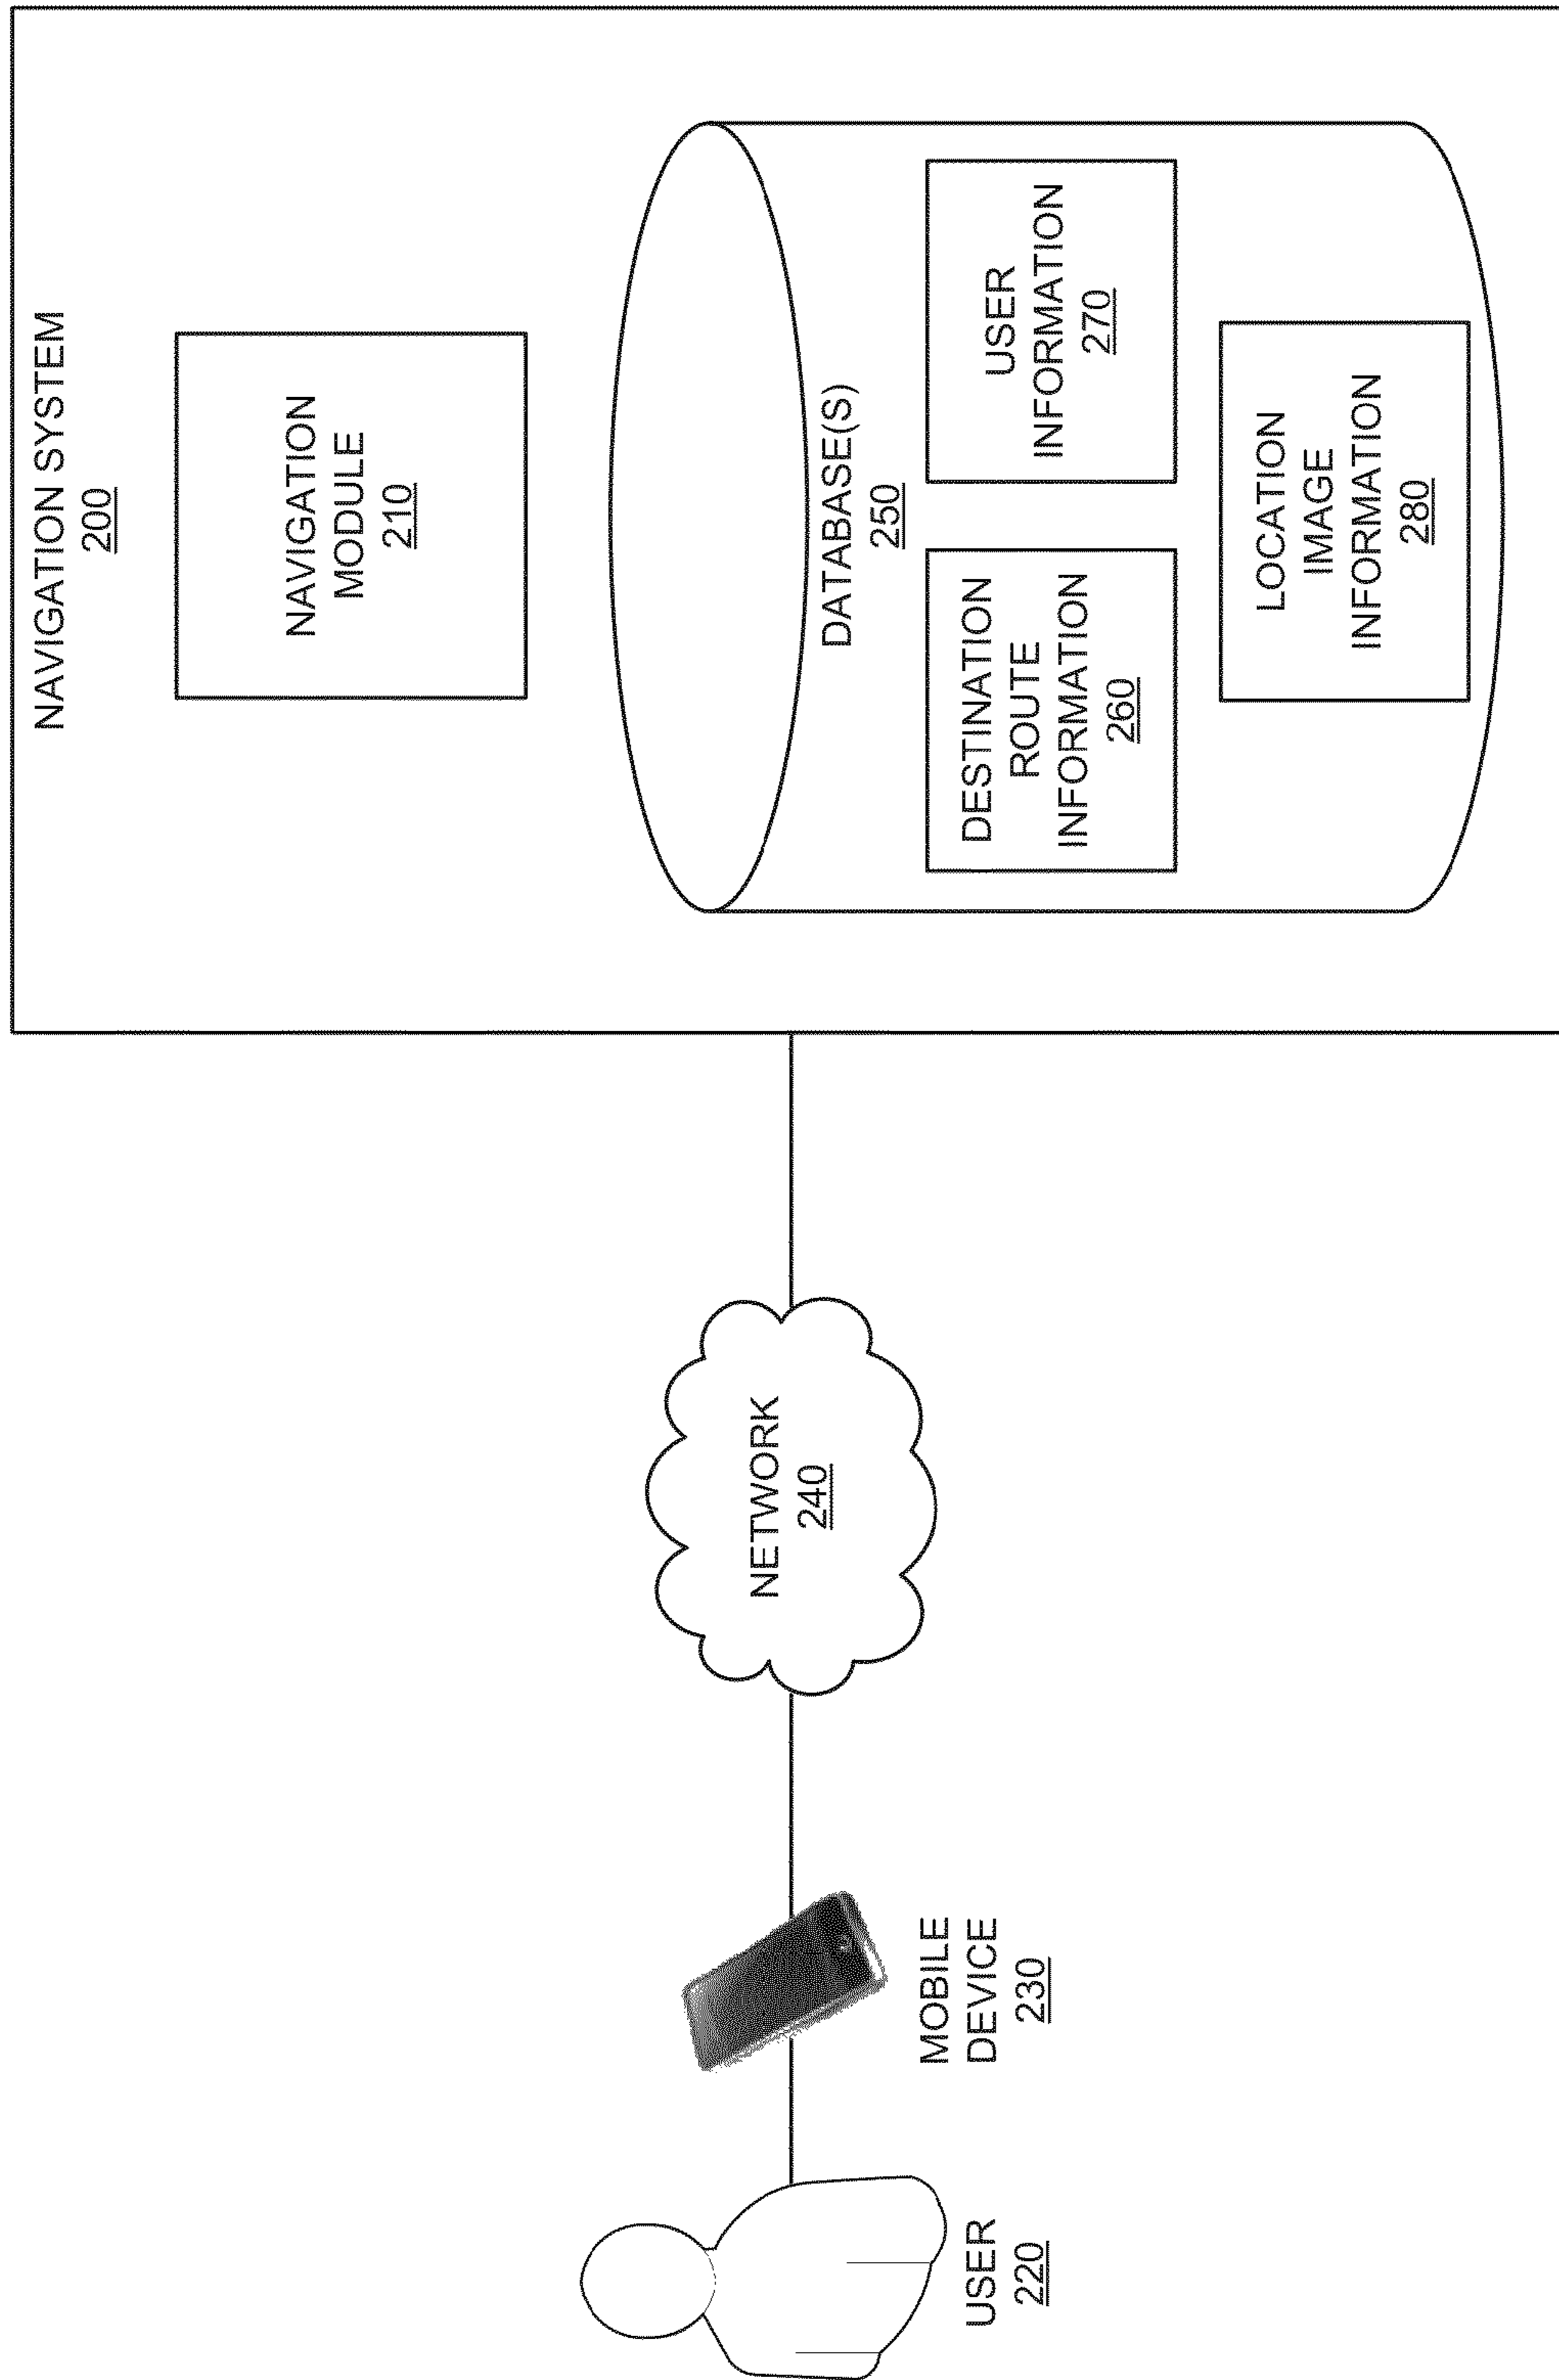 NAVIGATION SYSTEM
200
NAVIGATION
MODULE
210
DATABASE(S)
250
DESTINATION
ROUTE
INFORMATION
260
USER
INFORMATION
270
LOCATION
IMAGE
INFORMATION
280
NETWORK
240
MOBILE
DEVICE
230
USER
220